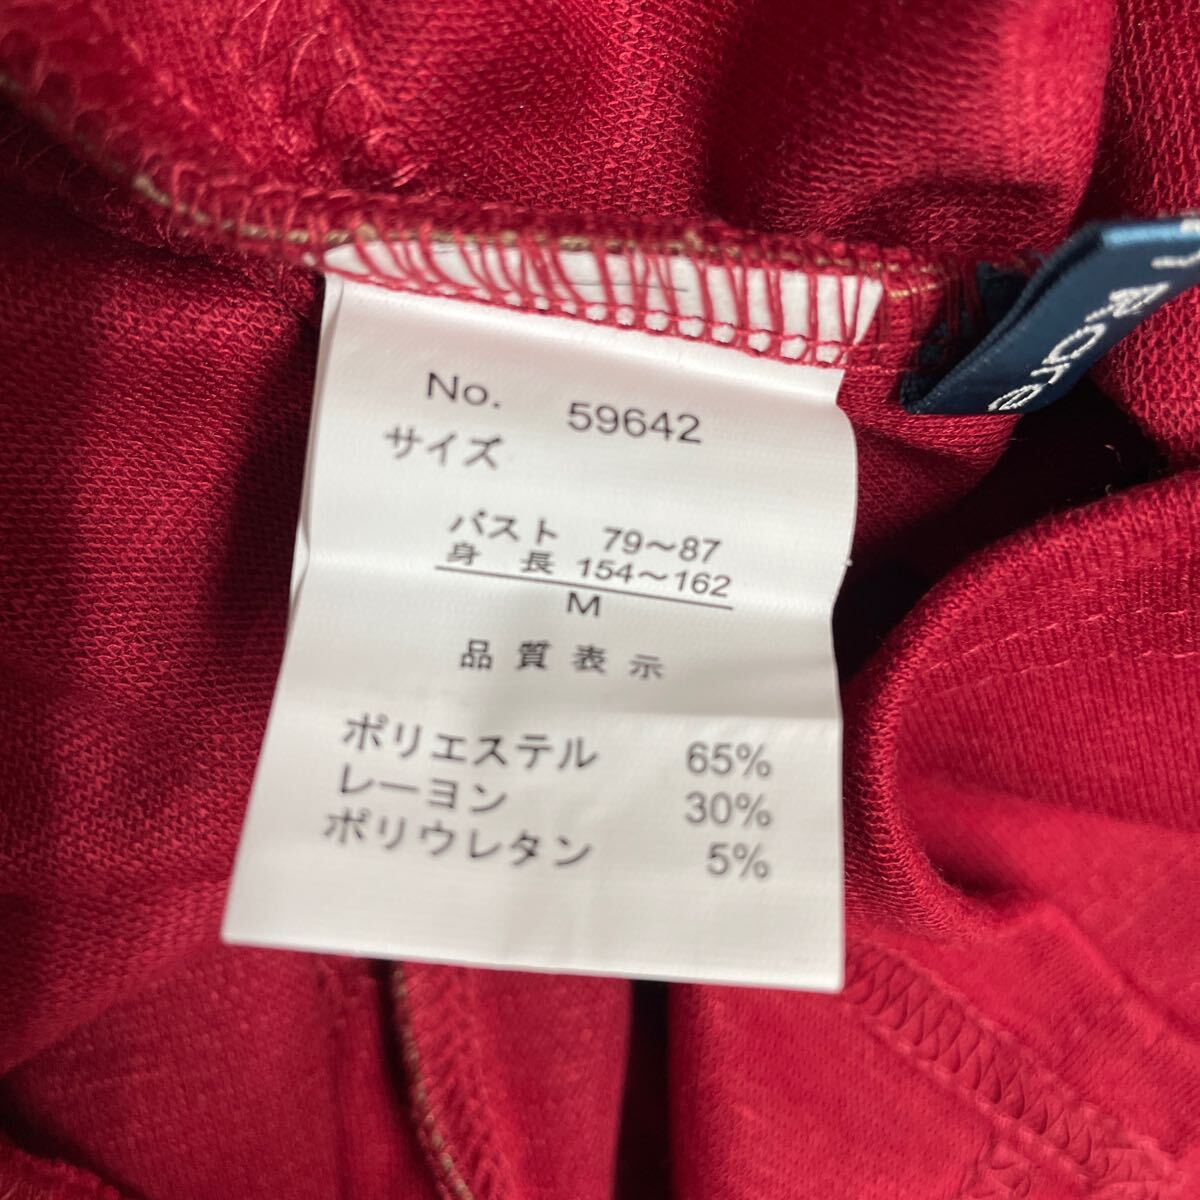 No. 59642
サイズ
バスト 79～87
身長 154～162
M
品質表示
ポリエステル 65%
レーヨン 30%
ポリウレタン 5%